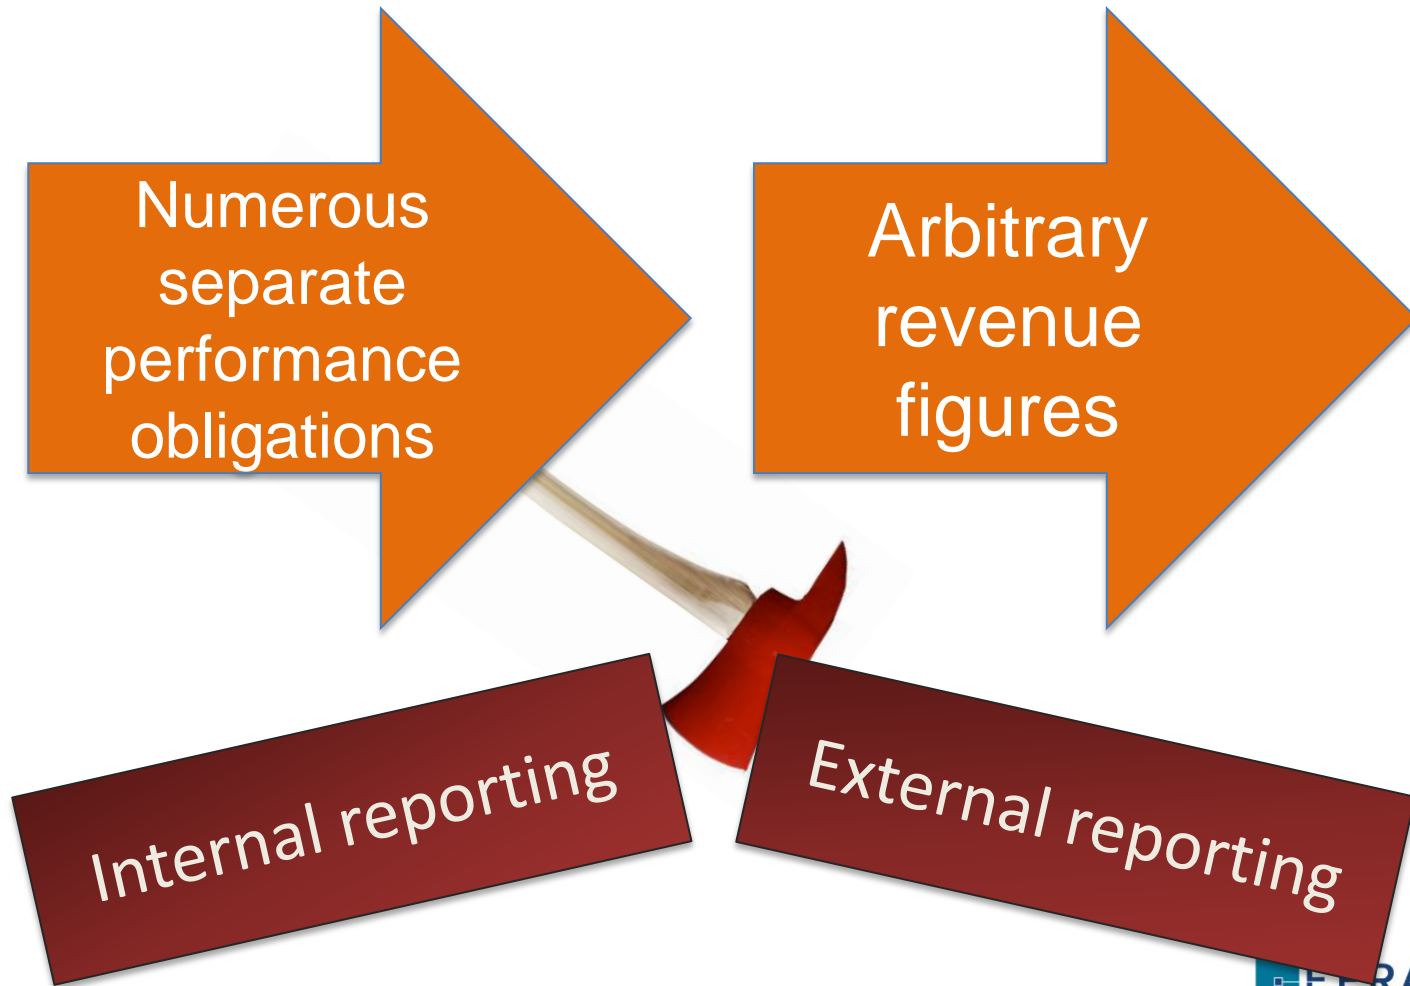 Numerous
separate
performance
obligations
Arbitrary
revenue
figures
Internal reporting
External reporting